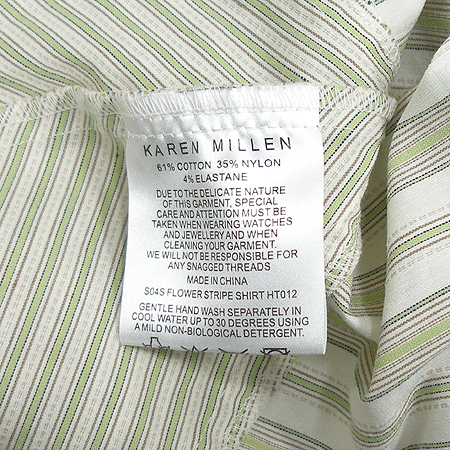 KAREN MILLEN
61% COTTON 35% NYLON
4% ELASTANE
DUE TO THE DELICATE NATURE
OF THIS GARMENT, SPECIAL
CARE AND ATTENTION MUST BE
TAKEN WHEN WEARING WATCHES
AND JEWELLERY AND WHEN
CLEANING YOUR GARMENT.
WE WILL NOT BE RESPONSIBLE FOR
ANY SNAGGED THREADS
MADE IN CHINA
S04S FLOWER STRIPE SHIRT HT012
GENTLE HAND WASH SEPARATELY IN
COOL WATER UP TO 30 DEGREES USING
A MILD NON-BIOLOGICAL DETERGENT.